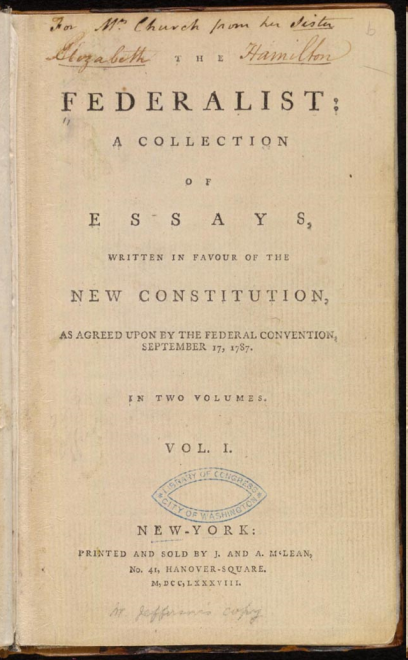 For Mrs Church from her Sister
Elizabeth Hamilton
THE
FEDERALIST:
A COLLECTION
OF
ESSAYS,
WRITTEN IN FAVOUR OF THE
NEW CONSTITUTION,
AS AGREED UPON BY THE FEDERAL CONVENTION,
SEPTEMBER 17, 1787.
IN TWO VOLUMES.
VOL. I.
LIBRARY OF CONGRESS
CITY OF WASHINGTON
NEW-YORK:
PRINTED AND SOLD BY J. AND A. McLEAN,
No. 41, HANOVER-SQUARE.
M,DCC,LXXXVIII.
Mr Jefferson's copy